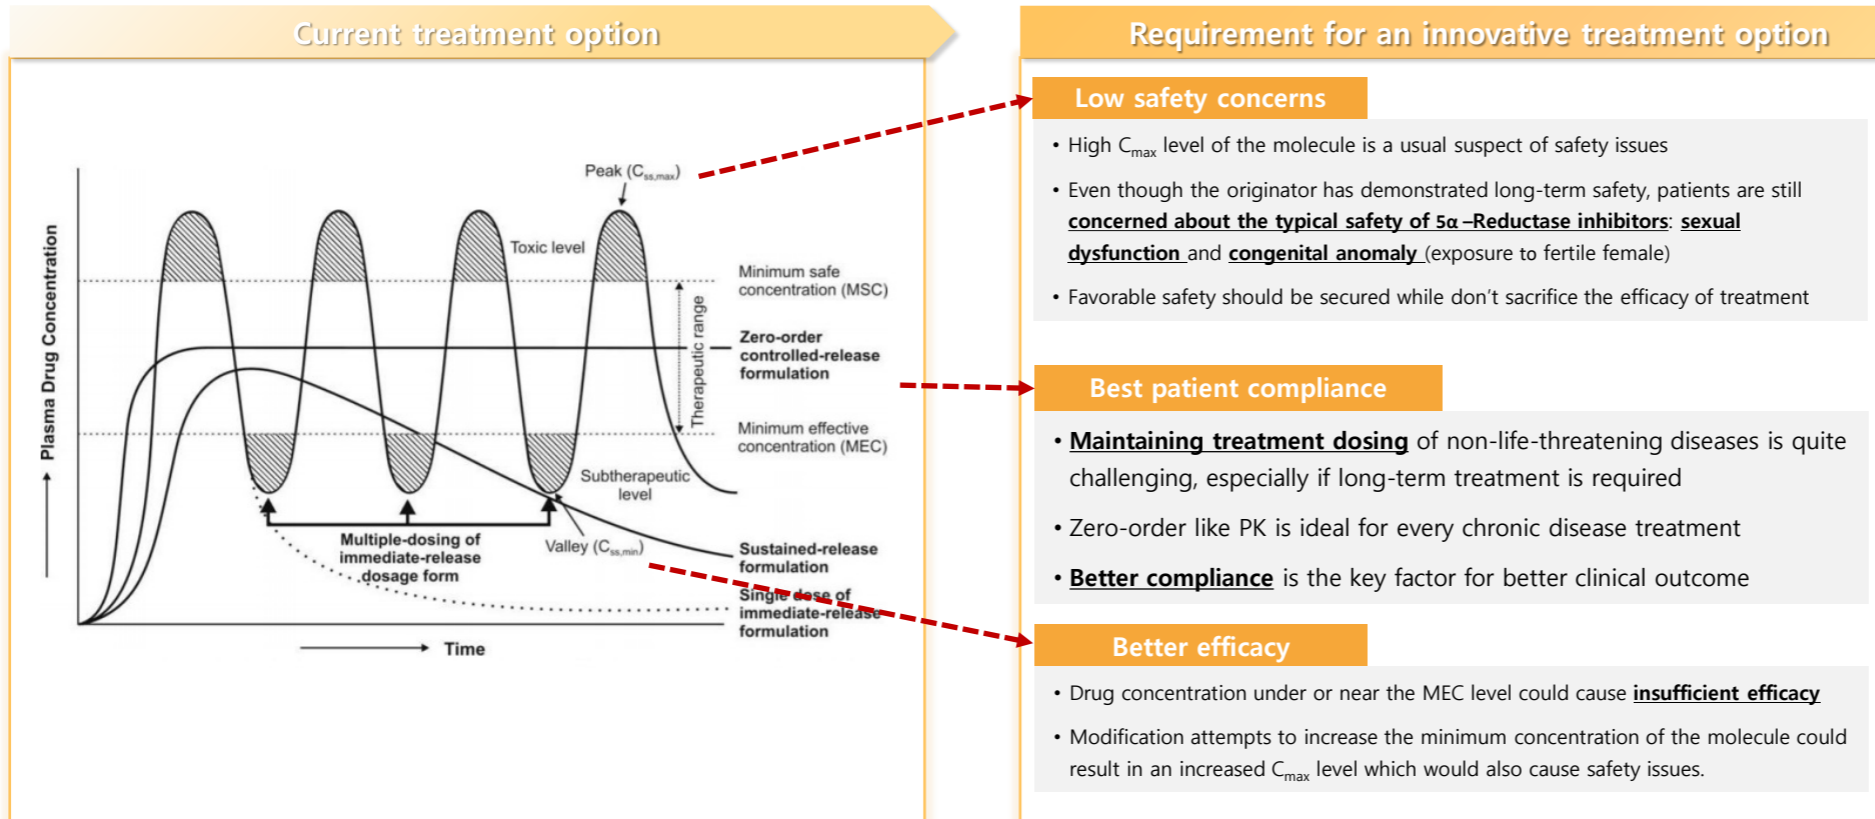 Current treatment option
Peak (Css,max)
Toxic level
Minimum safe
concentration (MSC)
Therapeutic range
Zero-order
controlled-release
formulation
Minimum effective
concentration (MEC)
Subtherapeutic
level
Plasma Drug Concentration
Multiple-dosing of
immediate-release
dosage form
Valley (Css,min)
Sustained-release
formulation
Single dose of
immediate-release
formulation
Time
Requirement for an innovative treatment option
Low safety concerns
• High Cmax level of the molecule is a usual suspect of safety issues
• Even though the originator has demonstrated long-term safety, patients are still
concerned about the typical safety of 5α –Reductase inhibitors: sexual
dysfunction and congenital anomaly (exposure to fertile female)
• Favorable safety should be secured while don't sacrifice the efficacy of treatment
Best patient compliance
• Maintaining treatment dosing of non-life-threatening diseases is quite
challenging, especially if long-term treatment is required
• Zero-order like PK is ideal for every chronic disease treatment
• Better compliance is the key factor for better clinical outcome
Better efficacy
• Drug concentration under or near the MEC level could cause insufficient efficacy
• Modification attempts to increase the minimum concentration of the molecule could
result in an increased Cmax level which would also cause safety issues.